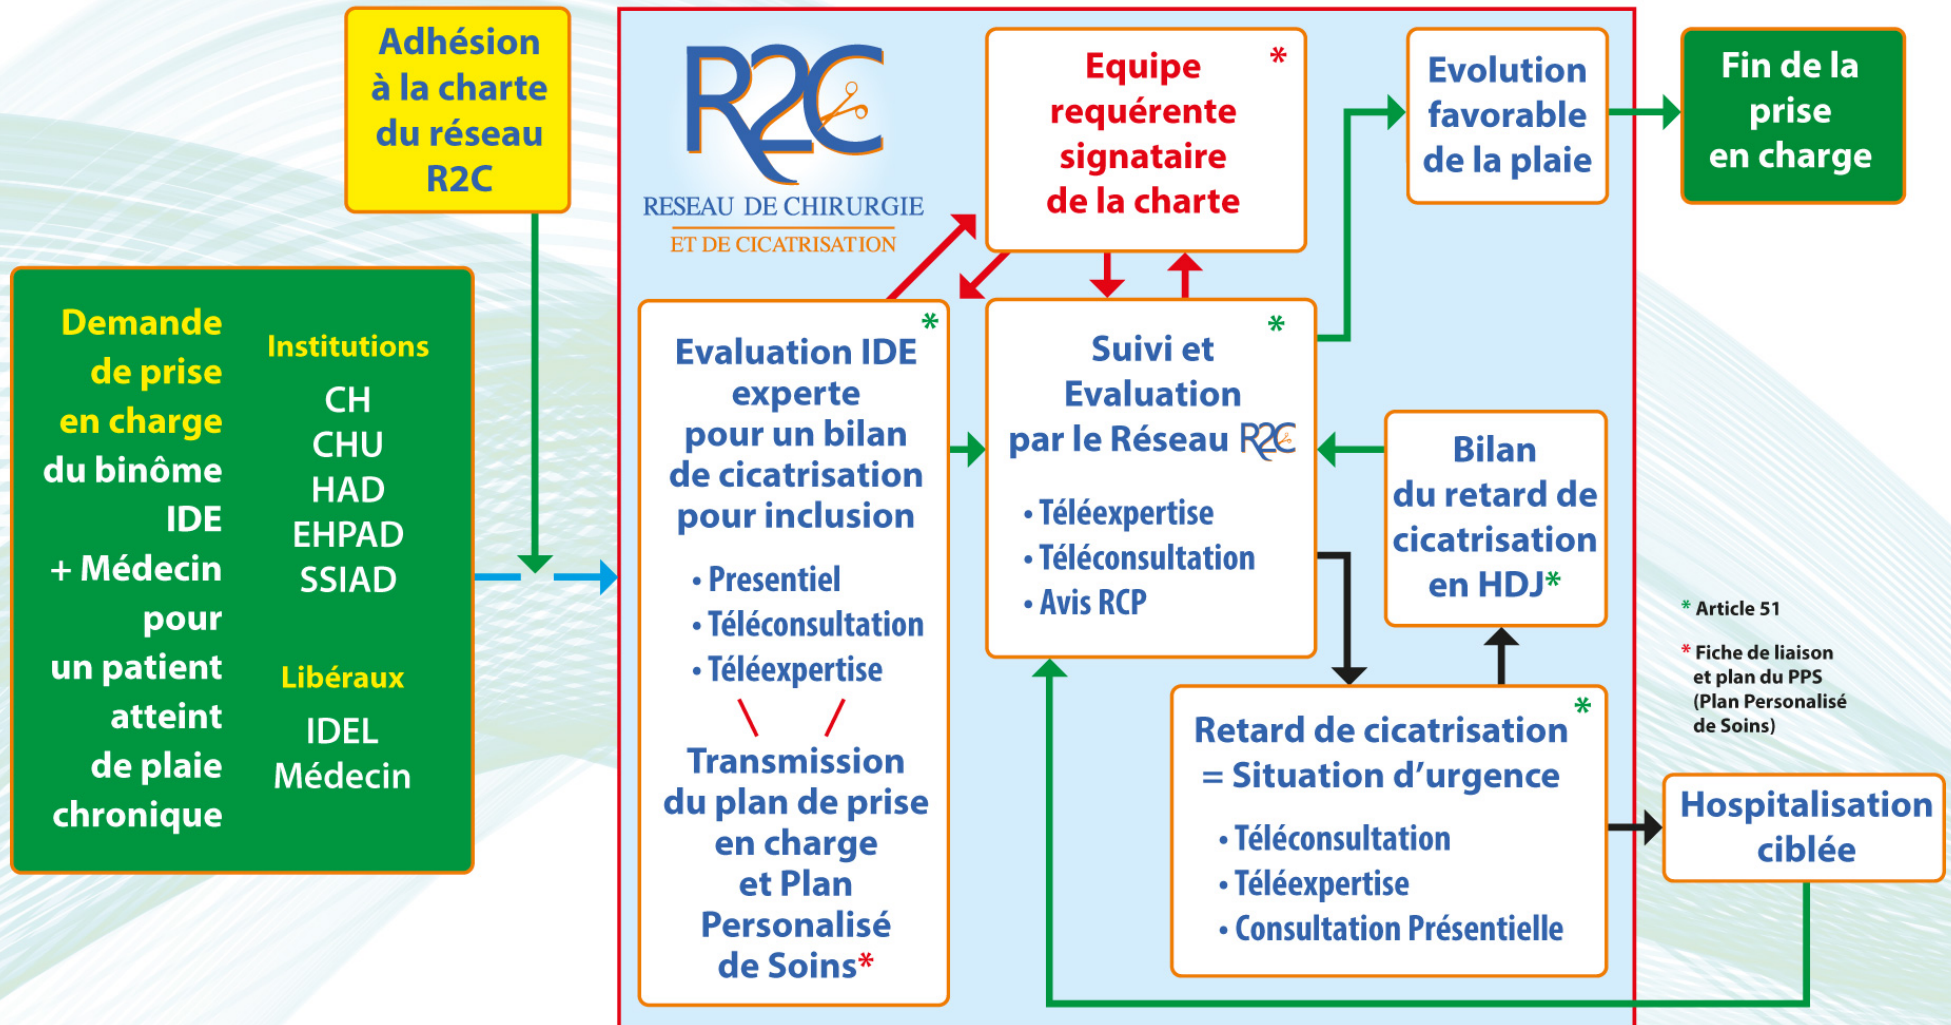 Adhésion
à la charte
du réseau
R2C
Demande
de prise
en charge
du binôme
IDE
+ Médecin
pour
un patient
atteint
de plaie
chronique
Institutions
CH
CHU
HAD
EHPAD
SSIAD
Libéraux
IDEL
Médecin
R2C
RESEAU DE CHIRURGIE
ET DE CICATRISATION
Equipe *
requérente
signataire
de la charte
*
Evaluation IDE
experte
pour un bilan
de cicatrisation
pour inclusion
• Presentiel
• Téléconsultation
• Téléexpertise
Transmission
du plan de prise
en charge
et Plan
Personalisé
de Soins*
*
Suivi et
Evaluation
par le Réseau R2C
• Téléexpertise
• Téléconsultation
• Avis RCP
Evolution
favorable
de la plaie
Fin de la
prise
en charge
Bilan
du retard de
cicatrisation
en HDJ*
*
Retard de cicatrisation
= Situation d’urgence
• Téléconsultation
• Téléexpertise
• Consultation Présentielle
Hospitalisation
ciblée
* Article 51
* Fiche de liaison
et plan du PPS
(Plan Personalisé
de Soins)